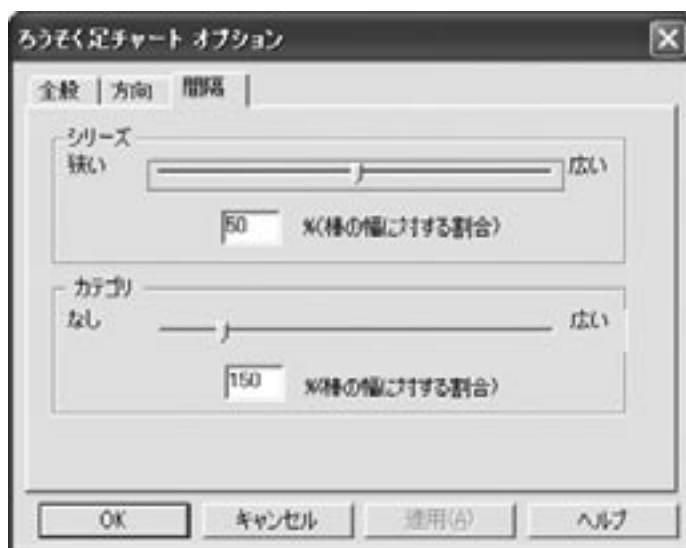 ろうそく足チャート オプション
全般 方向 間隔
シリーズ
狭い 広い
50 %(棒の幅に対する割合)
カテゴリ
なし 広い
150 %(棒の幅に対する割合)
OK キャンセル 適用(A) ヘルプ